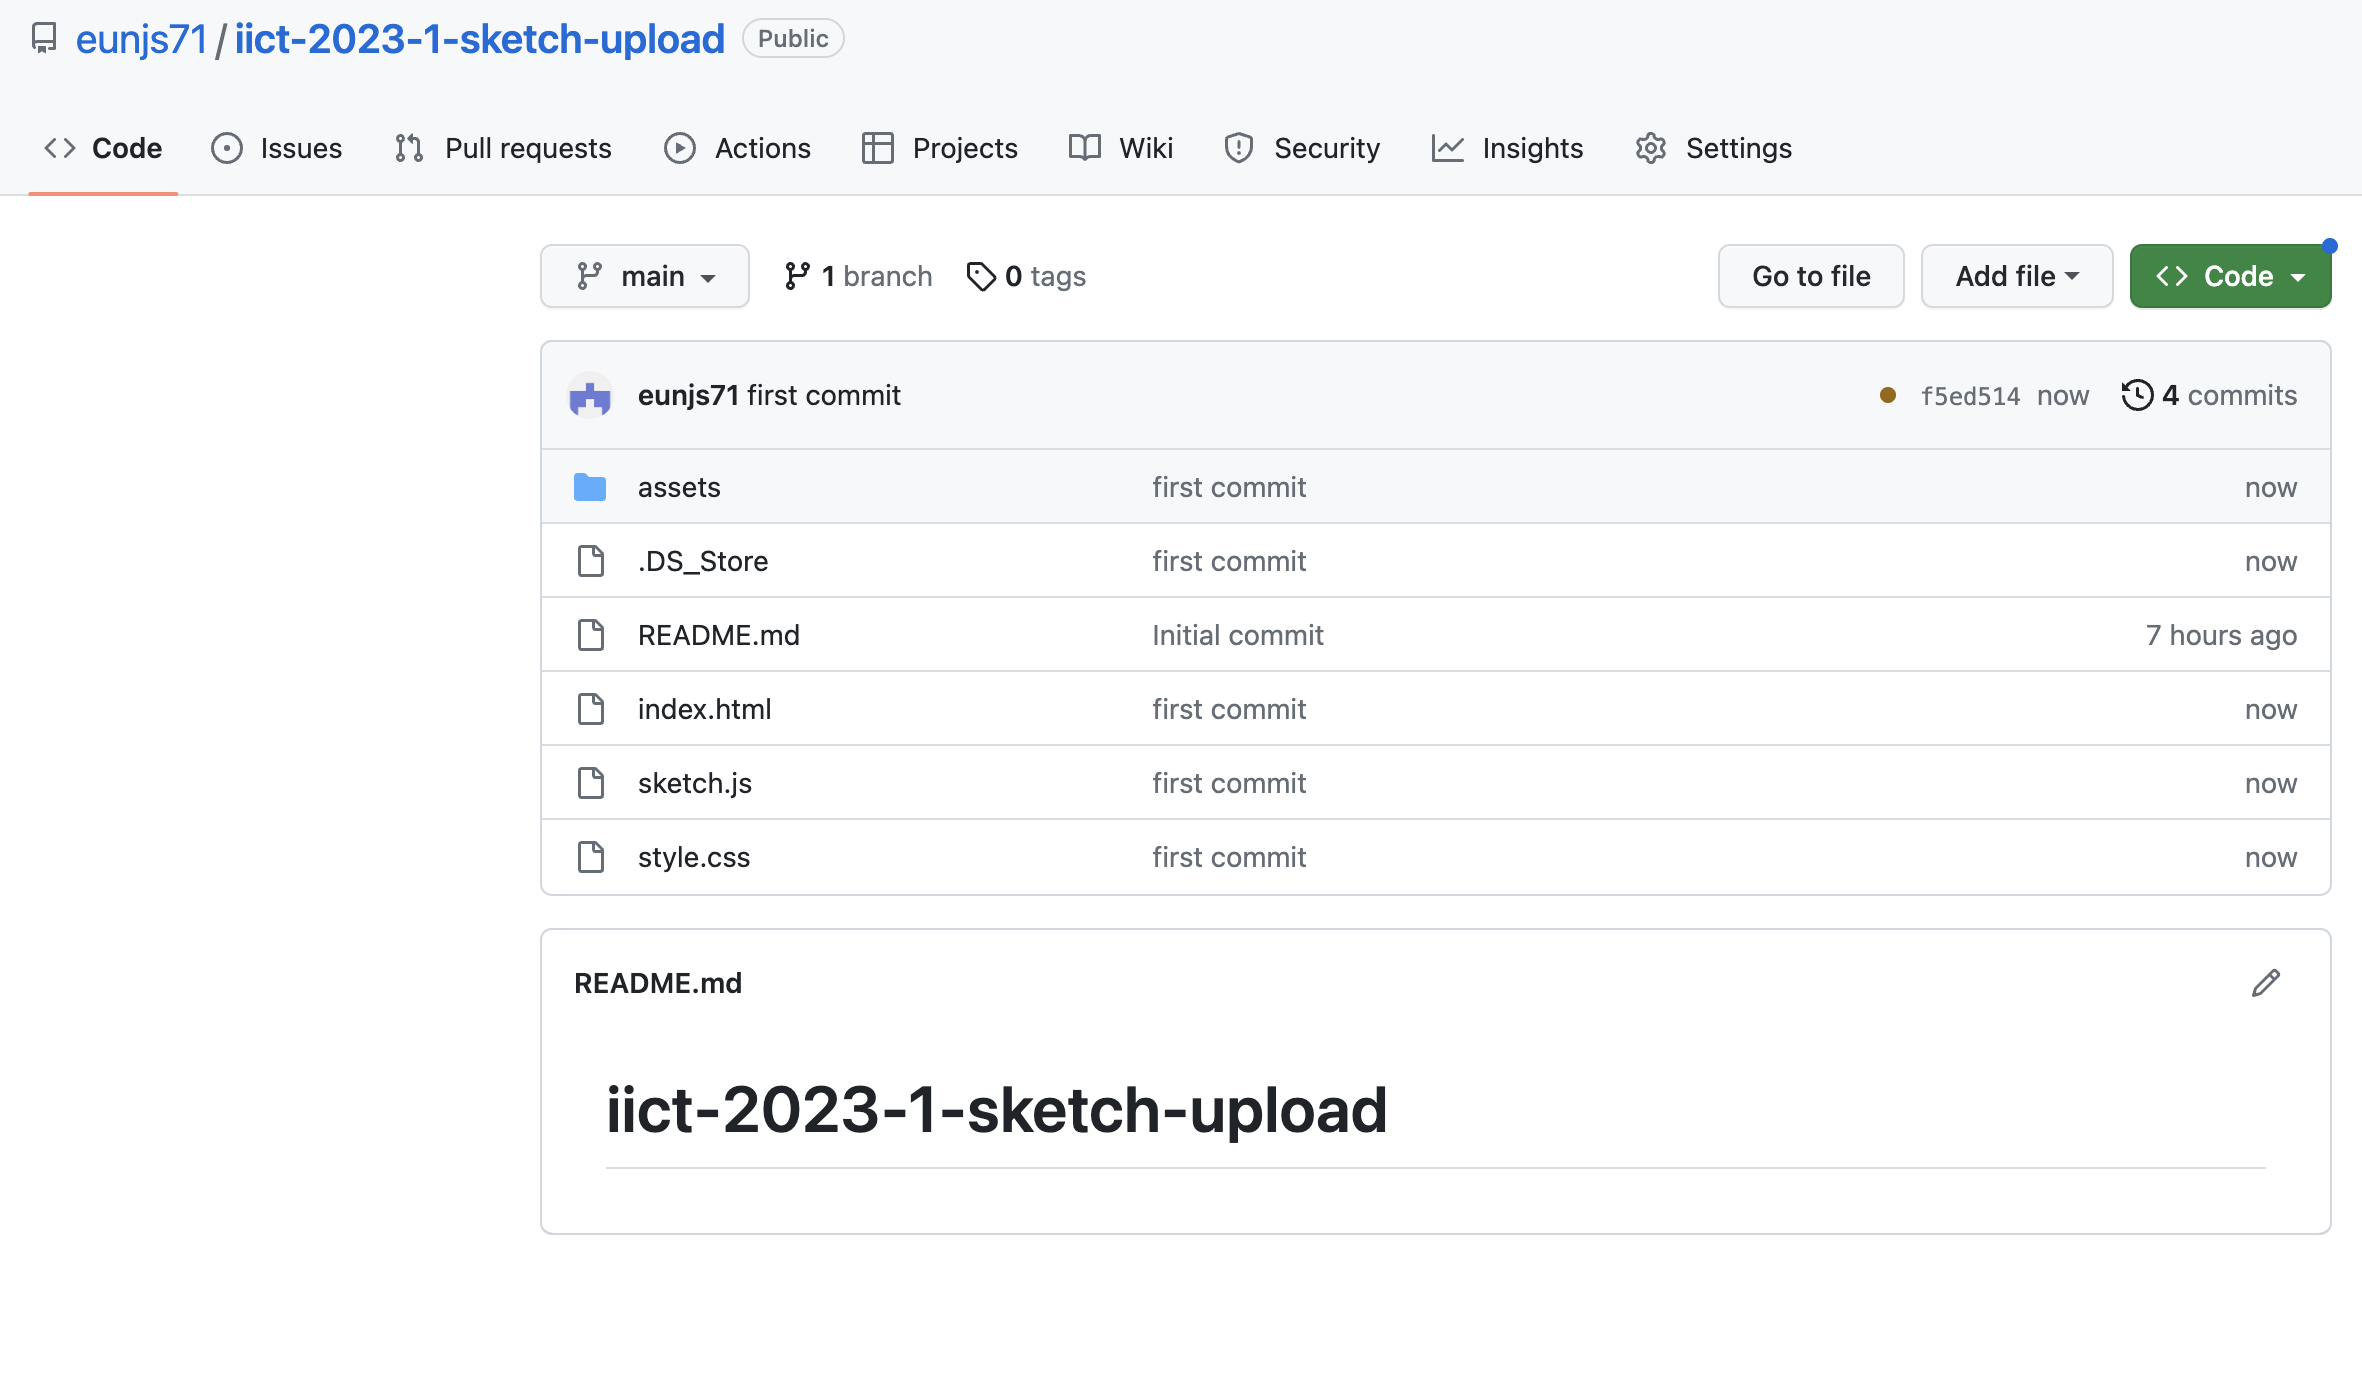 eunjs71 / iict-2023-1-sketch-upload Public
Code Issues Pull requests Actions Projects Wiki Security Insights Settings
main 1 branch 0 tags Go to file Add file Code
eunjs71 first commit f5ed514 now 4 commits
assets first commit now
.DS_Store first commit now
README.md Initial commit 7 hours ago
index.html first commit now
sketch.js first commit now
style.css first commit now
README.md
iict-2023-1-sketch-upload